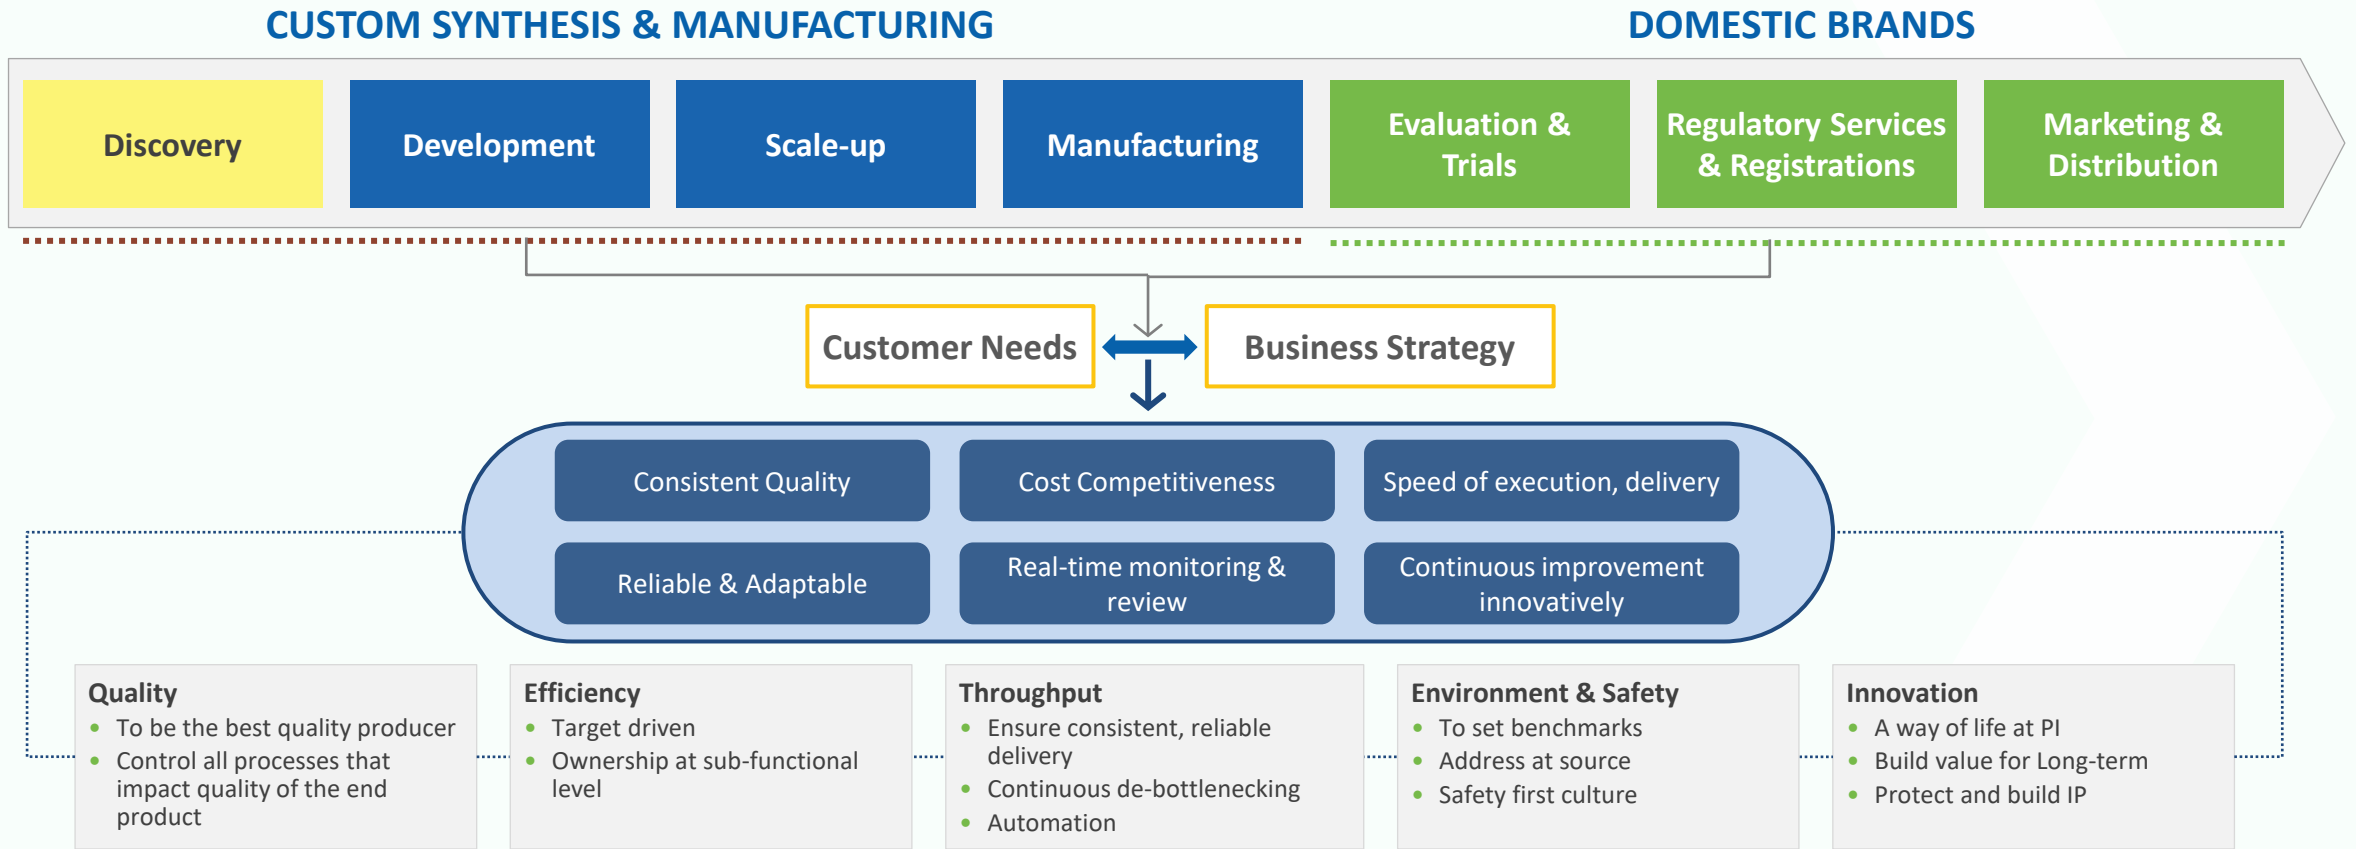 CUSTOM SYNTHESIS & MANUFACTURING
DOMESTIC BRANDS
Discovery
Development
Scale-up
Manufacturing
Evaluation &
Trials
Regulatory Services
& Registrations
Marketing &
Distribution
Customer Needs
Business Strategy
Consistent Quality
Cost Competitiveness
Speed of execution, delivery
Reliable & Adaptable
Real-time monitoring &
review
Continuous improvement
innovatively
Quality
• To be the best quality producer
• Control all processes that
impact quality of the end
product
Efficiency
• Target driven
• Ownership at sub-functional
level
Throughput
• Ensure consistent, reliable
delivery
• Continuous de-bottlenecking
• Automation
Environment & Safety
• To set benchmarks
• Address at source
• Safety first culture
Innovation
• A way of life at PI
• Build value for Long-term
• Protect and build IP